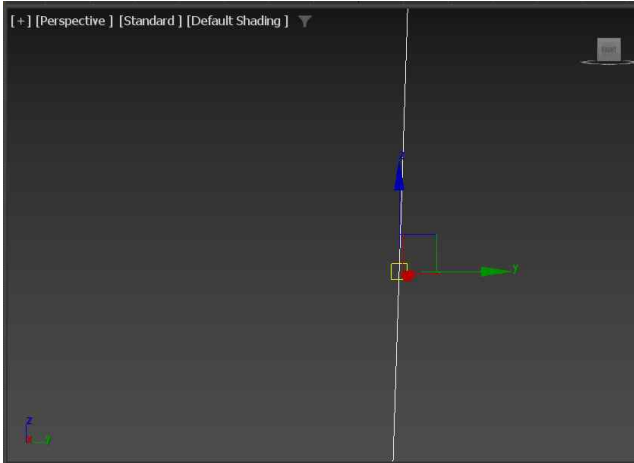 [+] [Perspective ] [Standard ] [Default Shading ]
z
y
z
x y